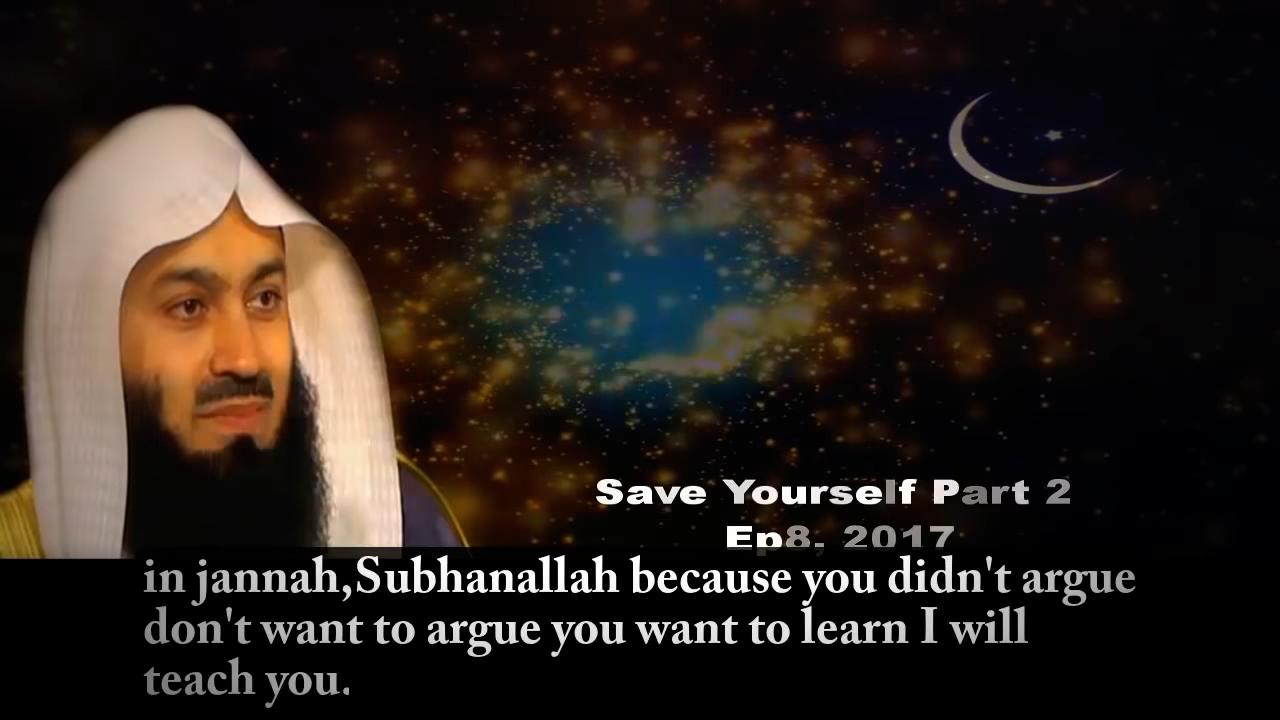 Save Yourself Part 2
Ep8, 2017
in jannah,Subhanallah because you didn't argue
don't want to argue you want to learn I will
teach you.